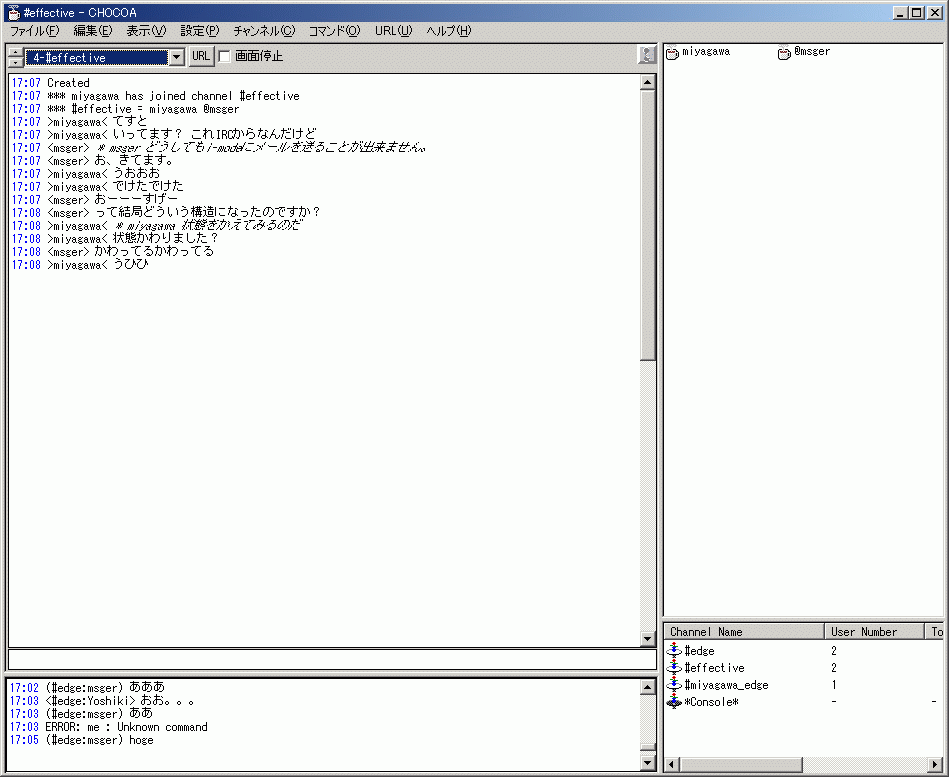 #effective - CHOCOA
ファイル(F) 編集(E) 表示(V) 設定(P) チャンネル(C) コマンド(O) URL(U) ヘルプ(H)
4-#effective URL 画面停止
17:07 Created
17:07 *** miyagawa has joined channel #effective
17:07 *** #effective = miyagawa @msger
17:07 >miyagawa< てすと
17:07 >miyagawa< いってます? これIRCからなんだけど
17:07 <msger> * msger どうしてもi-modeにメールを送ることが出来ません。
17:07 <msger> お、きてます。
17:07 >miyagawa< うおおお
17:07 >miyagawa< でけたでけた
17:07 <msger> おーーーすげー
17:08 <msger> って結局どういう構造になったのですか?
17:08 >miyagawa< * miyagawa 状態をかえてみるのだ
17:08 >miyagawa< 状態かわりました?
17:08 <msger> かわってるかわってる
17:08 >miyagawa< うひひ
miyagawa @msger
Channel Name User Number To
#edge 2
#effective 2
#miyagawa_edge 1
*Console* - -
17:02 (#edge:msger) あああ
17:03 <#edge:Yoshiki> おお。。。
17:03 (#edge:msger) ああ
17:03 ERROR: me : Unknown command
17:05 (#edge:msger) hoge